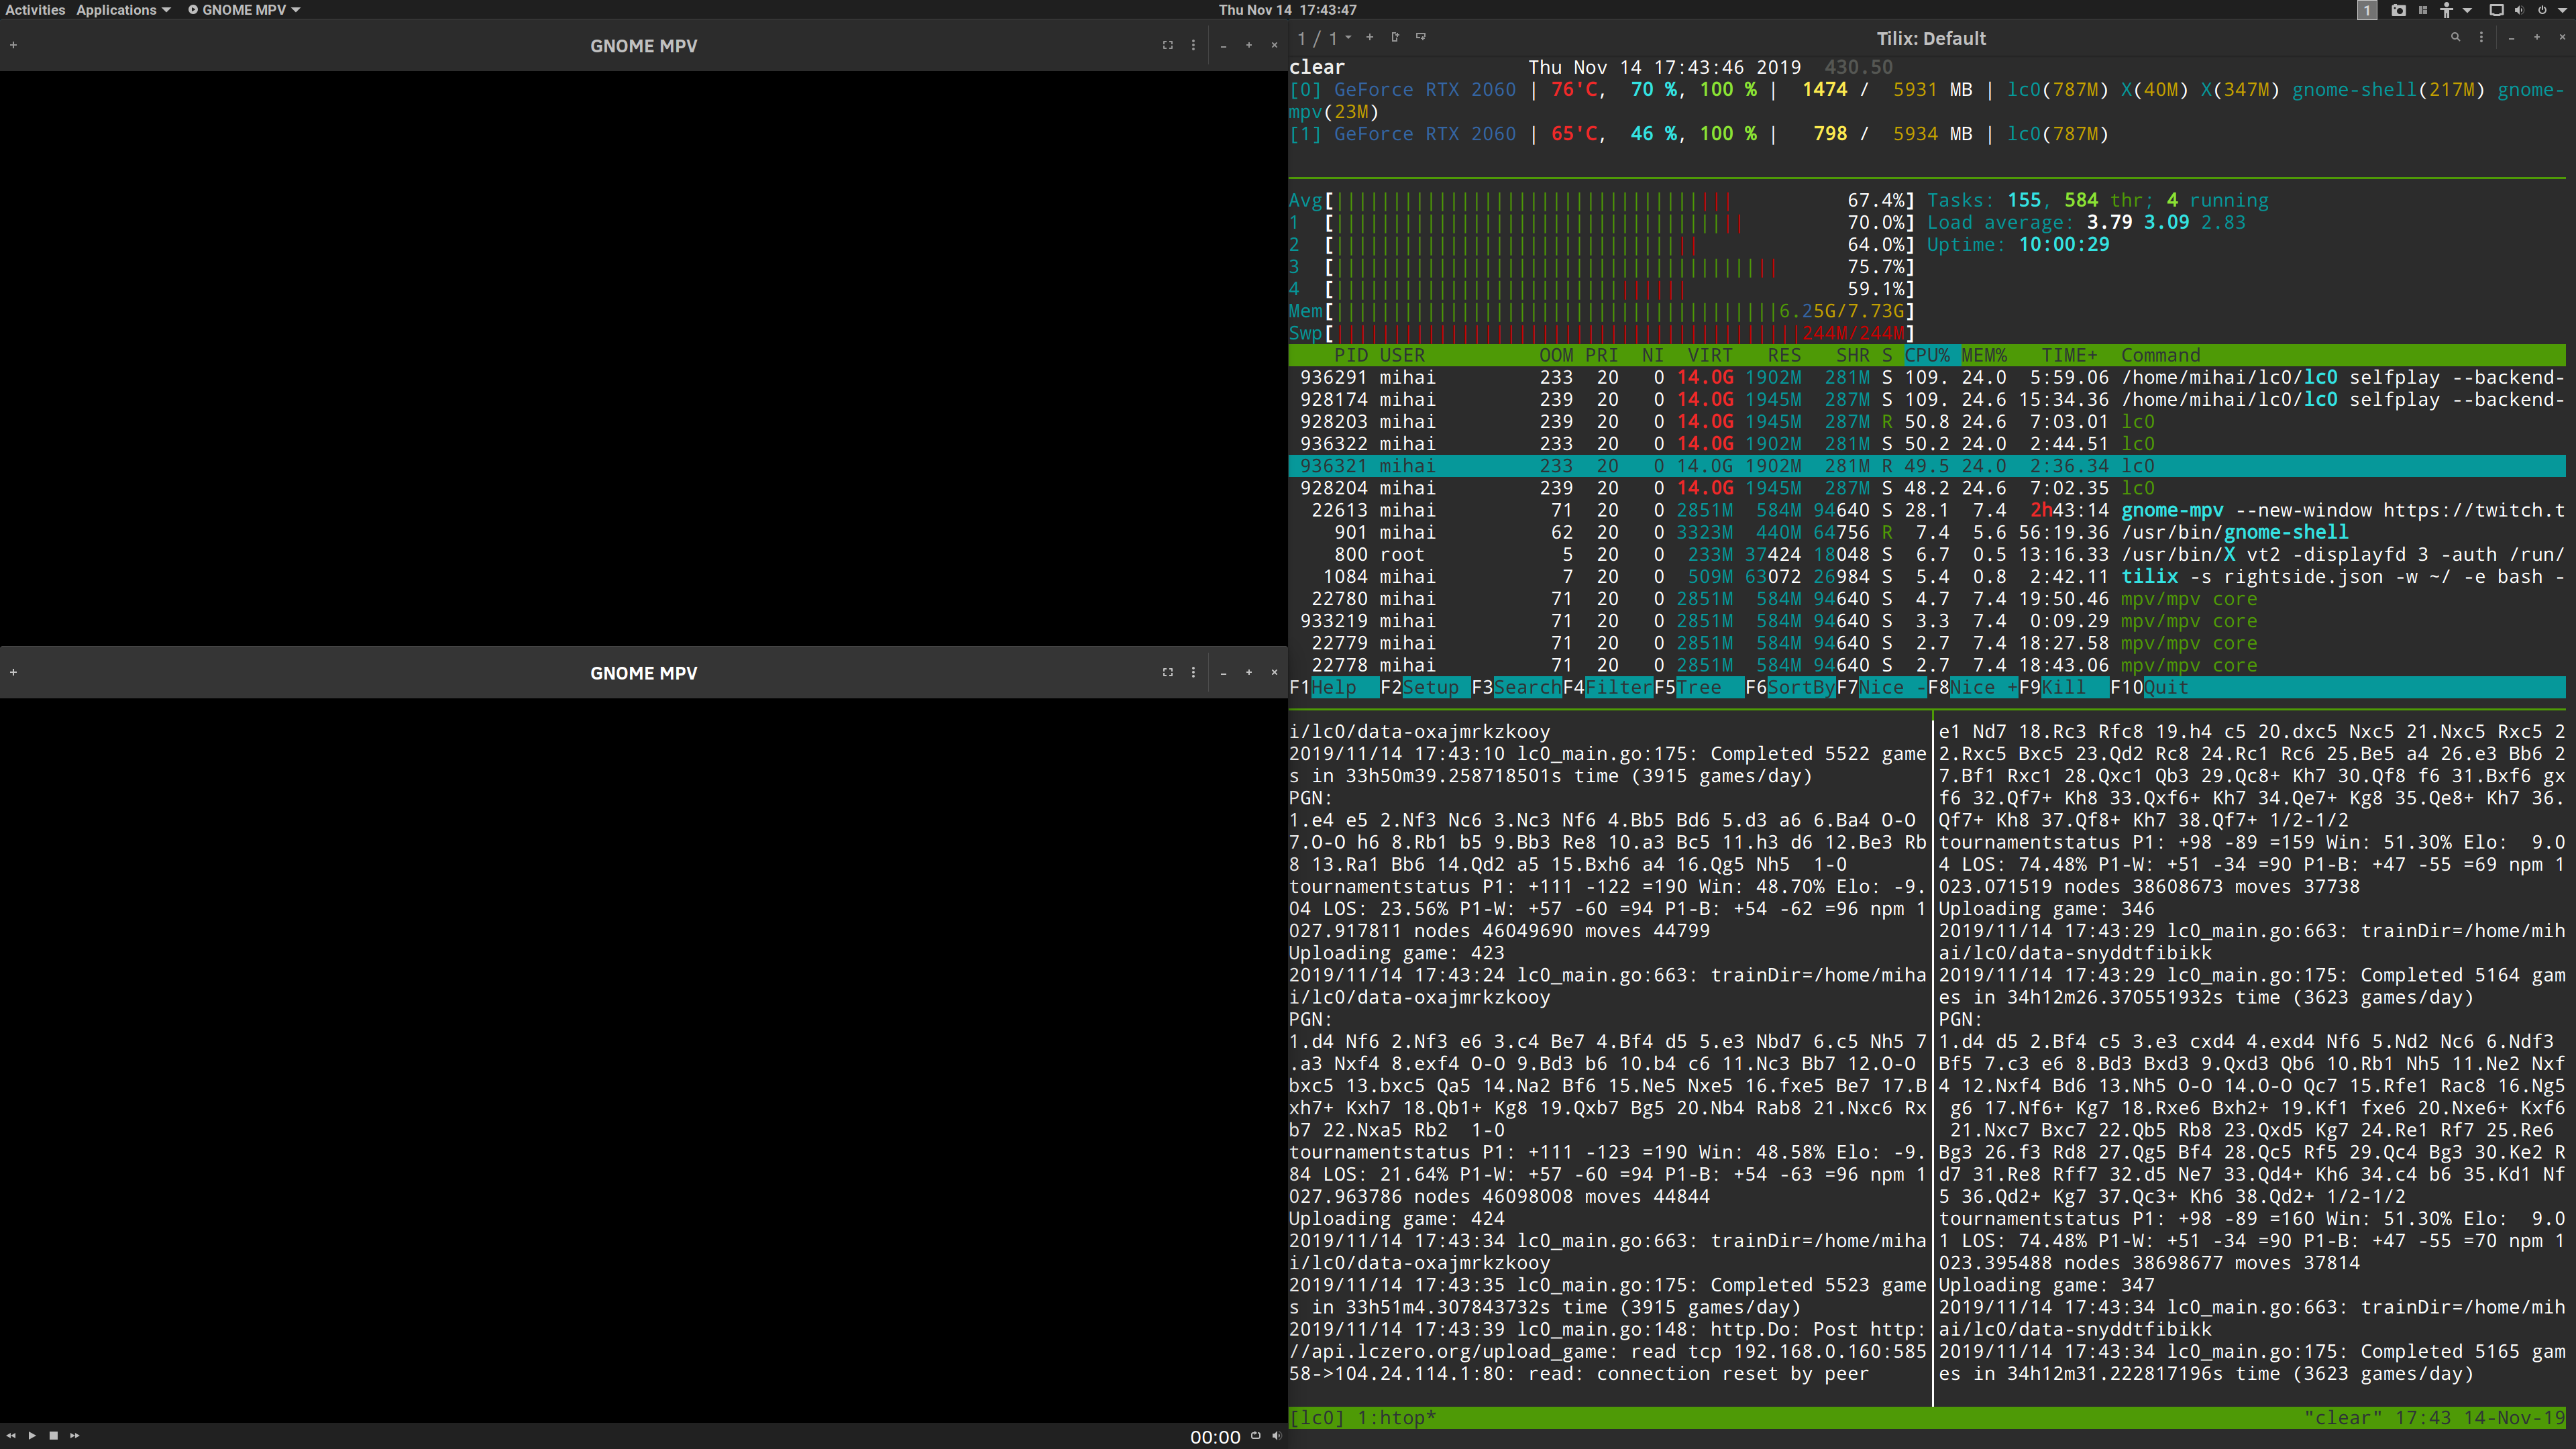 Activities Applications GNOME MPV Thu Nov 14 17:43:47 1
GNOME MPV
1 / 1 Tilix: Default
clear Thu Nov 14 17:43:46 2019 430.50
[0] GeForce RTX 2060 | 76'C, 70 %, 100 % | 1474 / 5931 MB | lc0(787M) X(40M) X(347M) gnome-shell(217M) gnome-
mpv(23M)
[1] GeForce RTX 2060 | 65'C, 46 %, 100 % | 798 / 5934 MB | lc0(787M)
Avg[ 67.4%] Tasks: 155, 584 thr; 4 running
1 [ 70.0%] Load average: 3.79 3.09 2.83
2 [ 64.0%] Uptime: 10:00:29
3 [ 75.7%]
4 [ 59.1%]
Mem[ 6.25G/7.73G]
Swp[ 244M/244M]
PID USER OOM PRI NI VIRT RES SHR S CPU% MEM% TIME+ Command
936291 mihai 233 20 0 14.0G 1902M 281M S 109. 24.0 5:59.06 /home/mihai/lc0/lc0 selfplay --backend-
928174 mihai 239 20 0 14.0G 1945M 287M S 109. 24.6 15:34.36 /home/mihai/lc0/lc0 selfplay --backend-
928203 mihai 239 20 0 14.0G 1945M 287M R 50.8 24.6 7:03.01 lc0
936322 mihai 233 20 0 14.0G 1902M 281M S 50.2 24.0 2:44.51 lc0
936321 mihai 233 20 0 14.0G 1902M 281M R 49.5 24.0 2:36.34 lc0
928204 mihai 239 20 0 14.0G 1945M 287M S 48.2 24.6 7:02.35 lc0
22613 mihai 71 20 0 2851M 584M 94640 S 28.1 7.4 2h43:14 gnome-mpv --new-window https://twitch.t
901 mihai 62 20 0 3323M 440M 64756 R 7.4 5.6 56:19.36 /usr/bin/gnome-shell
800 root 5 20 0 233M 37424 18048 S 6.7 0.5 13:16.33 /usr/bin/X vt2 -displayfd 3 -auth /run/
1084 mihai 7 20 0 509M 63072 26984 S 5.4 0.8 2:42.11 tilix -s rightside.json -w ~/ -e bash -
22780 mihai 71 20 0 2851M 584M 94640 S 4.7 7.4 19:50.46 mpv/mpv core
933219 mihai 71 20 0 2851M 584M 94640 S 3.3 7.4 0:09.29 mpv/mpv core
22779 mihai 71 20 0 2851M 584M 94640 S 2.7 7.4 18:27.58 mpv/mpv core
22778 mihai 71 20 0 2851M 584M 94640 S 2.7 7.4 18:43.06 mpv/mpv core
F1Help F2Setup F3SearchF4FilterF5Tree F6SortByF7Nice -F8Nice +F9Kill F10Quit
GNOME MPV
i/lc0/data-oxajmrkzkooy
2019/11/14 17:43:10 lc0_main.go:175: Completed 5522 game
s in 33h50m39.258718501s time (3915 games/day)
PGN:
1.e4 e5 2.Nf3 Nc6 3.Nc3 Nf6 4.Bb5 Bd6 5.d3 a6 6.Ba4 O-O
7.O-O h6 8.Rb1 b5 9.Bb3 Re8 10.a3 Bc5 11.h3 d6 12.Be3 Rb
8 13.Ra1 Bb6 14.Qd2 a5 15.Bxh6 a4 16.Qg5 Nh5 1-0
tournamentstatus P1: +111 -122 =190 Win: 48.70% Elo: -9.
04 LOS: 23.56% P1-W: +57 -60 =94 P1-B: +54 -62 =96 npm 1
027.917811 nodes 46049690 moves 44799
Uploading game: 423
2019/11/14 17:43:24 lc0_main.go:663: trainDir=/home/miha
i/lc0/data-oxajmrkzkooy
PGN:
1.d4 Nf6 2.Nf3 e6 3.c4 Be7 4.Bf4 d5 5.e3 Nbd7 6.c5 Nh5 7
.a3 Nxf4 8.exf4 O-O 9.Bd3 b6 10.b4 c6 11.Nc3 Bb7 12.O-O
bxc5 13.bxc5 Qa5 14.Na2 Bf6 15.Ne5 Nxe5 16.fxe5 Be7 17.B
xh7+ Kxh7 18.Qb1+ Kg8 19.Qxb7 Bg5 20.Nb4 Rab8 21.Nxc6 Rx
b7 22.Nxa5 Rb2 1-0
tournamentstatus P1: +111 -123 =190 Win: 48.58% Elo: -9.
84 LOS: 21.64% P1-W: +57 -60 =94 P1-B: +54 -63 =96 npm 1
027.963786 nodes 46098008 moves 44844
Uploading game: 424
2019/11/14 17:43:34 lc0_main.go:663: trainDir=/home/miha
i/lc0/data-oxajmrkzkooy
2019/11/14 17:43:35 lc0_main.go:175: Completed 5523 game
s in 33h51m4.307843732s time (3915 games/day)
2019/11/14 17:43:39 lc0_main.go:148: http.Do: Post http:
//api.lczero.org/upload_game: read tcp 192.168.0.160:585
58->104.24.114.1:80: read: connection reset by peer
e1 Nd7 18.Rc3 Rfc8 19.h4 c5 20.dxc5 Nxc5 21.Nxc5 Rxc5 2
2.Rxc5 Bxc5 23.Qd2 Rc8 24.Rc1 Rc6 25.Be5 a4 26.e3 Bb6 2
7.Bf1 Rxc1 28.Qxc1 Qb3 29.Qc8+ Kh7 30.Qf8 f6 31.Bxf6 gx
f6 32.Qf7+ Kh8 33.Qxf6+ Kh7 34.Qe7+ Kg8 35.Qe8+ Kh7 36.
Qf7+ Kh8 37.Qf8+ Kh7 38.Qf7+ 1/2-1/2
tournamentstatus P1: +98 -89 =159 Win: 51.30% Elo: 9.0
4 LOS: 74.48% P1-W: +51 -34 =90 P1-B: +47 -55 =69 npm 1
023.071519 nodes 38608673 moves 37738
Uploading game: 346
2019/11/14 17:43:29 lc0_main.go:663: trainDir=/home/mih
ai/lc0/data-snyddtfibikk
2019/11/14 17:43:29 lc0_main.go:175: Completed 5164 gam
es in 34h12m26.370551932s time (3623 games/day)
PGN:
1.d4 d5 2.Bf4 c5 3.e3 cxd4 4.exd4 Nf6 5.Nd2 Nc6 6.Ndf3
Bf5 7.c3 e6 8.Bd3 Bxd3 9.Qxd3 Qb6 10.Rb1 Nh5 11.Ne2 Nxf
4 12.Nxf4 Bd6 13.Nh5 O-O 14.O-O Qc7 15.Rfe1 Rac8 16.Ng5
g6 17.Nf6+ Kg7 18.Rxe6 Bxh2+ 19.Kf1 fxe6 20.Nxe6+ Kxf6
21.Nxc7 Bxc7 22.Qb5 Rb8 23.Qxd5 Kg7 24.Re1 Rf7 25.Re6
Bg3 26.f3 Rd8 27.Qg5 Bf4 28.Qc5 Rf5 29.Qc4 Bg3 30.Ke2 R
d7 31.Re8 Rff7 32.d5 Ne7 33.Qd4+ Kh6 34.c4 b6 35.Kd1 Nf
5 36.Qd2+ Kg7 37.Qc3+ Kh6 38.Qd2+ 1/2-1/2
tournamentstatus P1: +98 -89 =160 Win: 51.30% Elo: 9.0
1 LOS: 74.48% P1-W: +51 -34 =90 P1-B: +47 -55 =70 npm 1
023.395488 nodes 38698677 moves 37814
Uploading game: 347
2019/11/14 17:43:34 lc0_main.go:663: trainDir=/home/mih
ai/lc0/data-snyddtfibikk
2019/11/14 17:43:34 lc0_main.go:175: Completed 5165 gam
es in 34h12m31.222817196s time (3623 games/day)
[lc0] 1:htop* "clear" 17:43 14-Nov-19
00:00